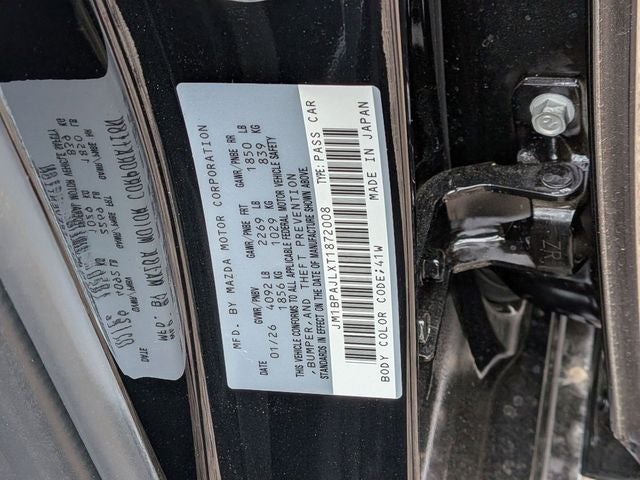 MFD. BY MAZDA MOTOR CORPORATION
DATE GVWR/PNBV GAWR/PNBE FRT GAWR/PNBE RR
01/26 4092 LB 2269 LB 1850 LB
1856 KG 1029 KG 839 KG
THIS VEHICLE CONFORMS TO ALL APPLICABLE FEDERAL MOTOR VEHICLE SAFETY
,BUMPER,AND THEFT PREVENTION
STANDARDS IN EFFECT ON THE DATE OF MANUFACTURE SHOWN ABOVE.
JM1BPAJLXT1872008 TYPE:PASS CAR
BODY COLOR CODE:41W MADE IN JAPAN
ZR